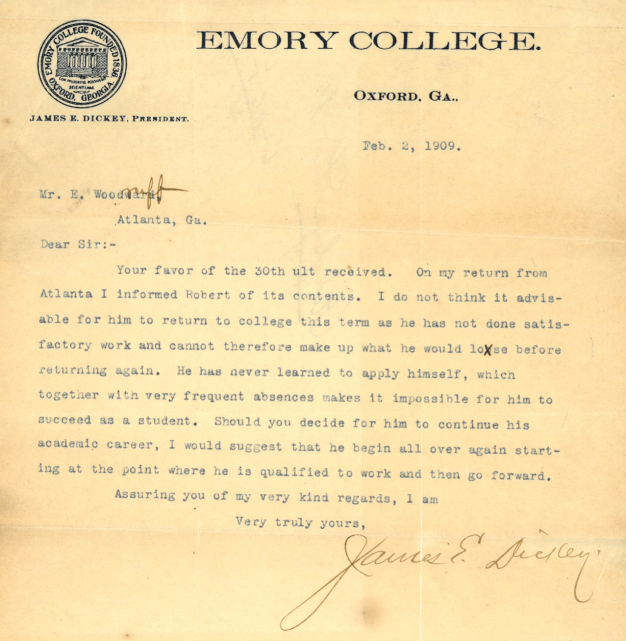 EMORY COLLEGE FOUNDED 1836
OXFORD, GEORGIA.
EMORY COLLEGE.
OXFORD, GA..
JAMES E. DICKEY, PRESIDENT.
Feb. 2, 1909.
Mr. E. Woodruff
Atlanta, Ga.
Dear Sir:-
Your favor of the 30th ult received. On my return from
Atlanta I informed Robert of its contents. I do not think it advis-
able for him to return to college this term as he has not done satis-
factory work and cannot therefore make up what he would lose before
returning again. He has never learned to apply himself, which
together with very frequent absences makes it impossible for him to
succeed as a student. Should you decide for him to continue his
academic career, I would suggest that he begin all over again start-
ing at the point where he is qualified to work and then go forward.
Assuring you of my very kind regards, I am
Very truly yours,
James E. Dickey.